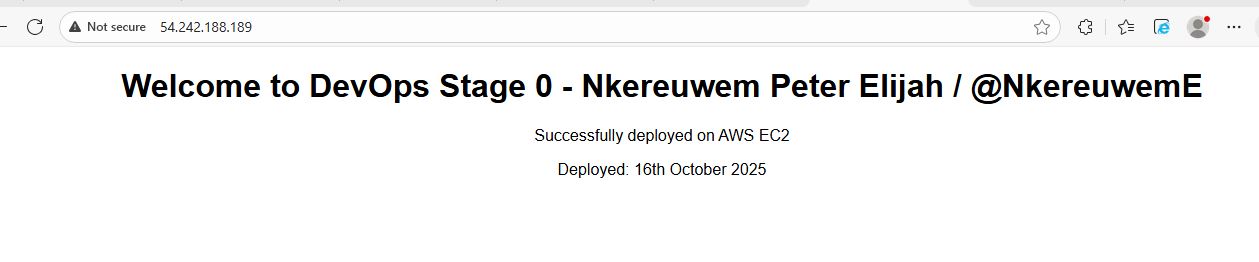 Not secure 54.242.188.189
Welcome to DevOps Stage 0 - Nkereuwem Peter Elijah / @NkereuwemE
Successfully deployed on AWS EC2
Deployed: 16th October 2025